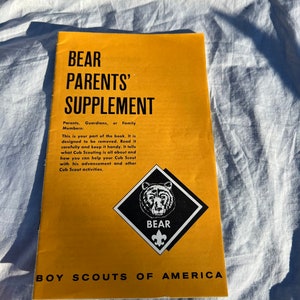 BEAR
PARENTS'
SUPPLEMENT
Parents, Guardians, or Family
Members:
This is your part of the book. It is
designed to be removed. Read it
carefully and keep it handy. It tells
what Cub Scouting is all about and
how you can help your Cub Scout
with his advancement and other
Cub Scout activities.
BEAR
BOY SCOUTS OF AMERICA